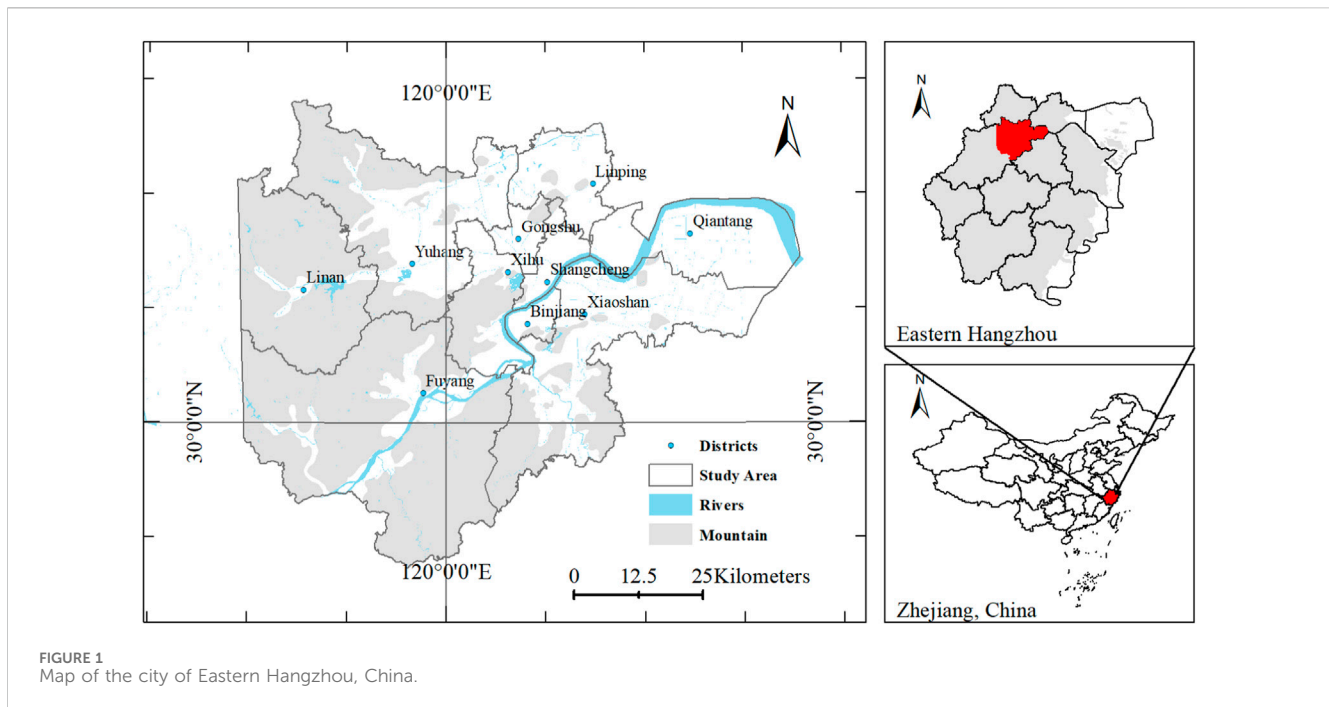 120°0'0"E
N
Linping
Gongshu
Qiantang
Yuhang
Xihu
Linan
Shangcheng
Xiaoshan
Binjiang
Fuyang
30°0'0"N
30°0'0"N
Districts
Study Area
Rivers
Mountain
120°0'0"E
0 12.5 25Kilometers
N
Eastern Hangzhou
N
Zhejiang, China
FIGURE 1
Map of the city of Eastern Hangzhou, China.